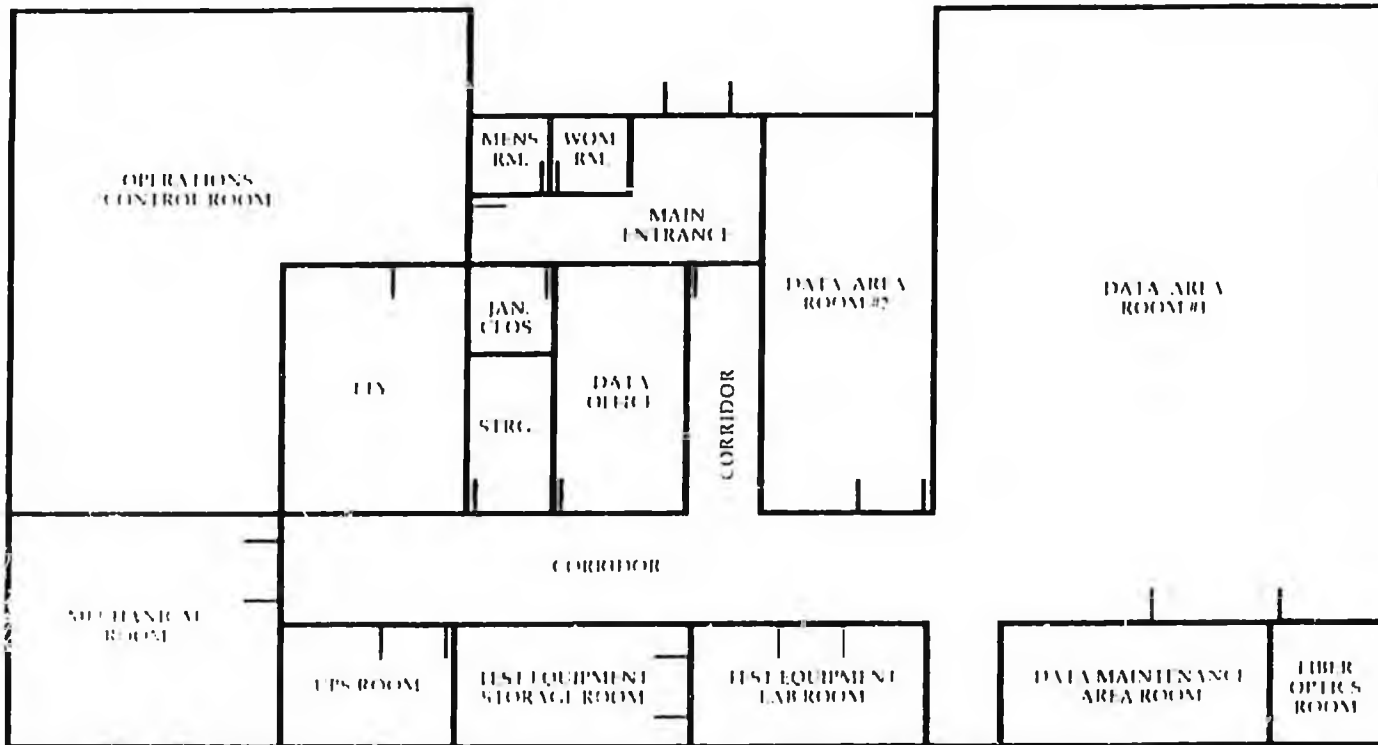 MENS
RM.
WOM
RM.
OPERATIONS
CONTROL ROOM
MAIN
ENTRANCE
DATA AREA
ROOM #2
DATA AREA
ROOM #1
JAN.
CLOS.
DATA
OFFICE
CORRIDOR
STRG.
CORRIDOR
MECHANICAL
ROOM
UPS ROOM
TEST EQUIPMENT
STORAGE ROOM
TEST EQUIPMENT
LAB ROOM
DATA MAINTENANCE
AREA ROOM
FIBER
OPTICS
ROOM